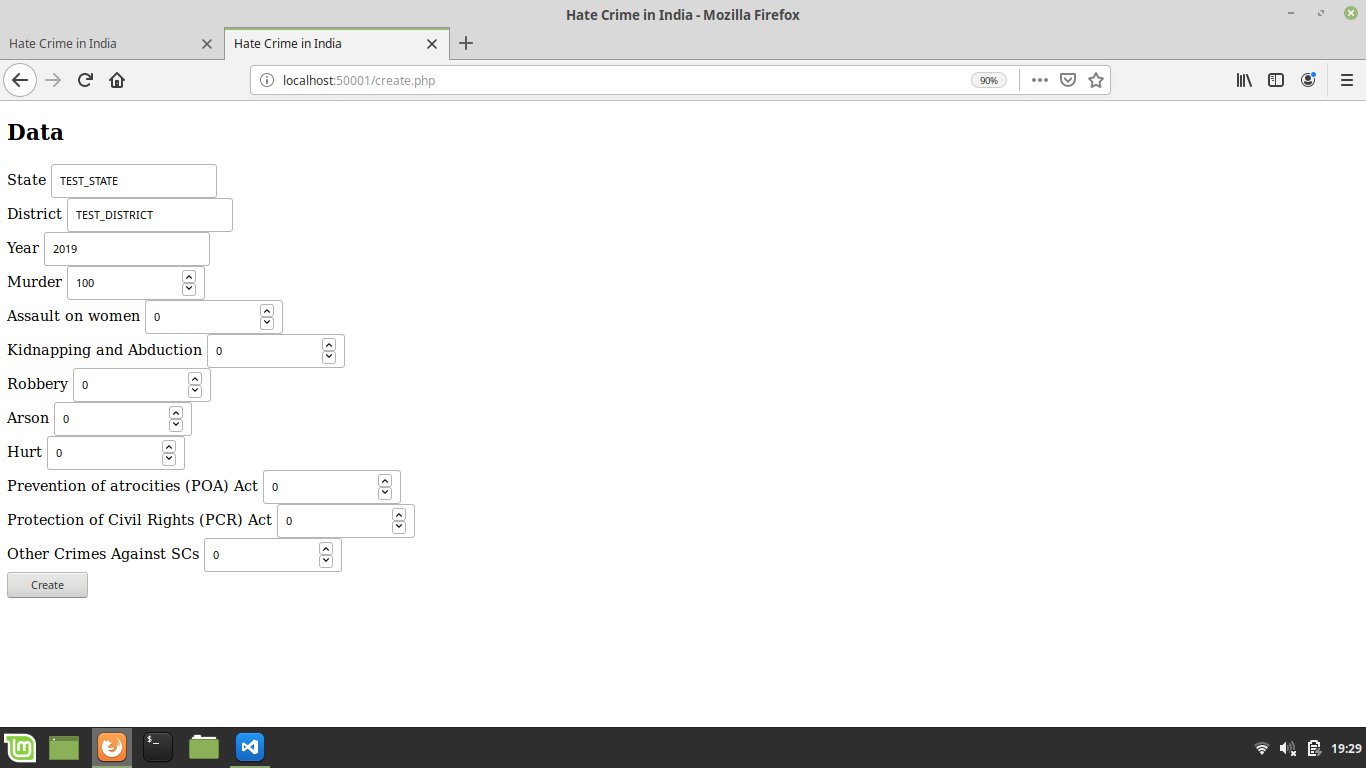 Hate Crime in India - Mozilla Firefox
Hate Crime in India
Hate Crime in India
localhost:50001/create.php
90%
Data
State TEST_STATE
District TEST_DISTRICT
Year 2019
Murder 100
Assault on women 0
Kidnapping and Abduction 0
Robbery 0
Arson 0
Hurt 0
Prevention of atrocities (POA) Act 0
Protection of Civil Rights (PCR) Act 0
Other Crimes Against SCs 0
Create
$_
19:29